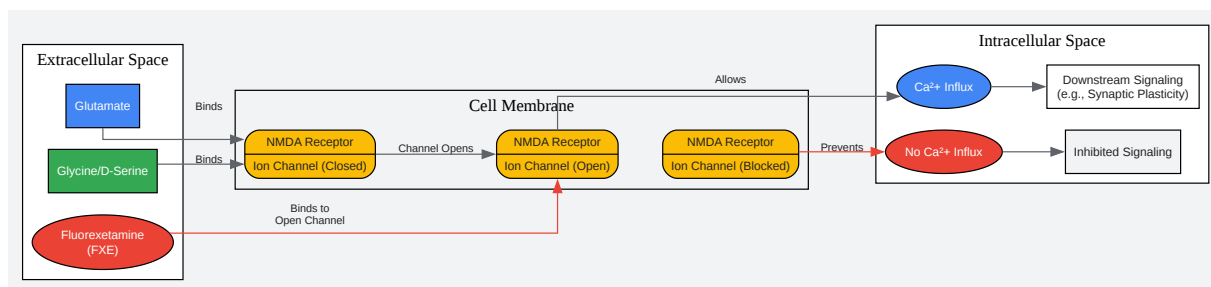 Extracellular Space
Glutamate
Glycine/D-Serine
Fluorexetamine
(FXE)
Binds
Binds
Binds to
Open Channel
Cell Membrane
NMDA Receptor
Ion Channel (Closed)
Channel Opens
NMDA Receptor
Ion Channel (Open)
NMDA Receptor
Ion Channel (Blocked)
Allows
Prevents
Intracellular Space
Ca²+ Influx
Downstream Signaling
(e.g., Synaptic Plasticity)
No Ca²+ Influx
Inhibited Signaling